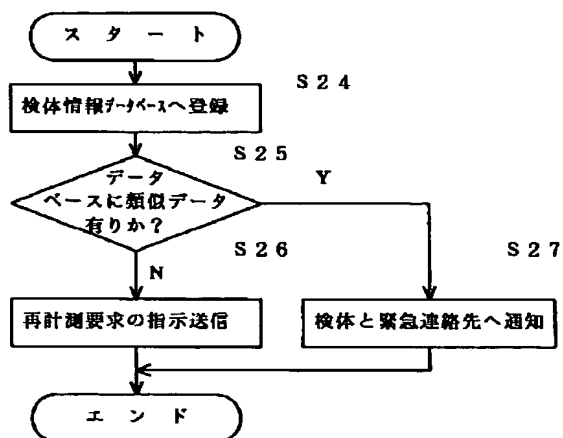 スタート
S24
検体情報データベースへ登録
S25
データ
ベースに類似データ
有りか？
Y
S26
S27
N
再計測要求の指示送信
検体と緊急連絡先へ通知
エンド